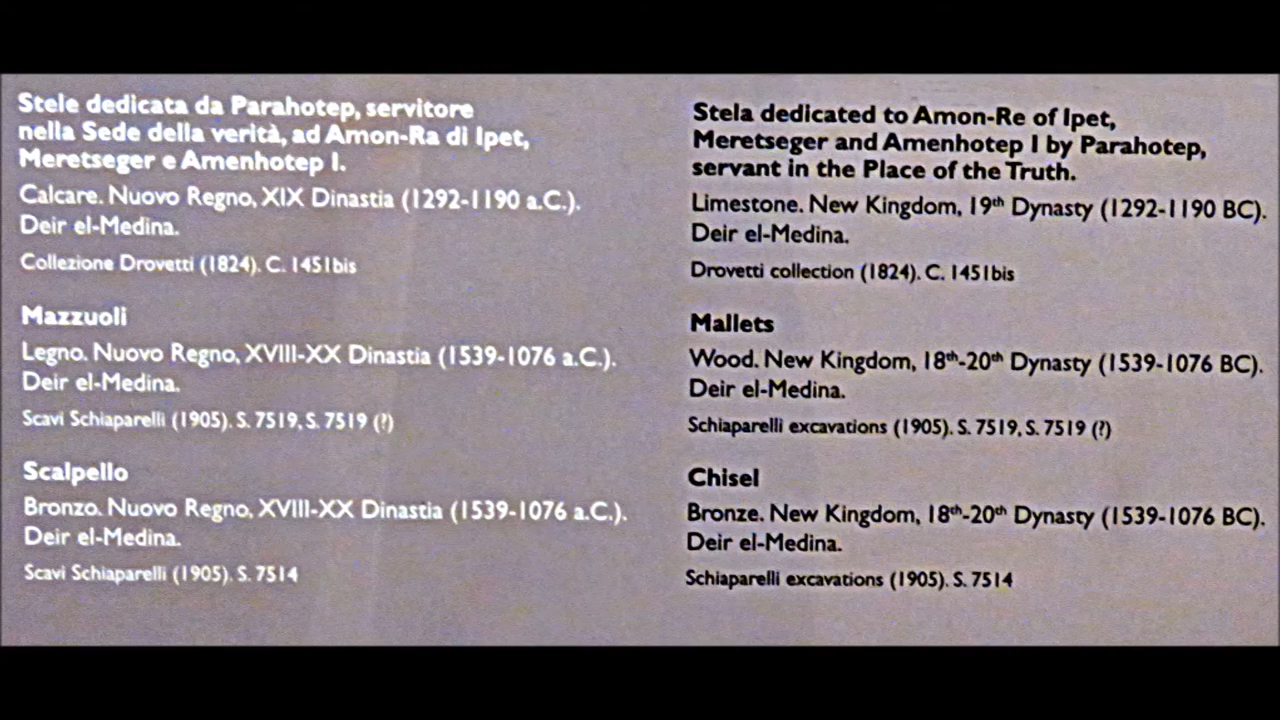 Stele dedicata da Parahotep, servitore
nella Sede della verità, ad Amon-Ra di Ipet,
Meretseger e Amenhotep I.
Calcare. Nuovo Regno, XIX Dinastia (1292-1190 a.C.).
Deir el-Medina.
Collezione Drovetti (1824). C. 1451bis
Mazzuoli
Legno. Nuovo Regno, XVIII-XX Dinastia (1539-1076 a.C.).
Deir el-Medina.
Scavi Schiaparelli (1905). S. 7519, S. 7519 (?)
Scalpello
Bronzo. Nuovo Regno, XVIII-XX Dinastia (1539-1076 a.C.).
Deir el-Medina.
Scavi Schiaparelli (1905). S. 7514
Stela dedicated to Amon-Re of Ipet,
Meretseger and Amenhotep I by Parahotep,
servant in the Place of the Truth.
Limestone. New Kingdom, 19th Dynasty (1292-1190 BC).
Deir el-Medina.
Drovetti collection (1824). C. 1451bis
Mallets
Wood. New Kingdom, 18th-20th Dynasty (1539-1076 BC).
Deir el-Medina.
Schiaparelli excavations (1905). S. 7519, S. 7519 (?)
Chisel
Bronze. New Kingdom, 18th-20th Dynasty (1539-1076 BC).
Deir el-Medina.
Schiaparelli excavations (1905). S. 7514